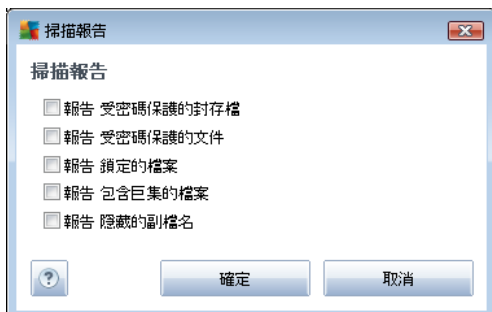 掃描報告
掃描報告
報告 受密碼保護的封存檔
報告 受密碼保護的文件
報告 鎖定的檔案
報告 包含巨集的檔案
報告 隱藏的副檔名
?
確定
取消